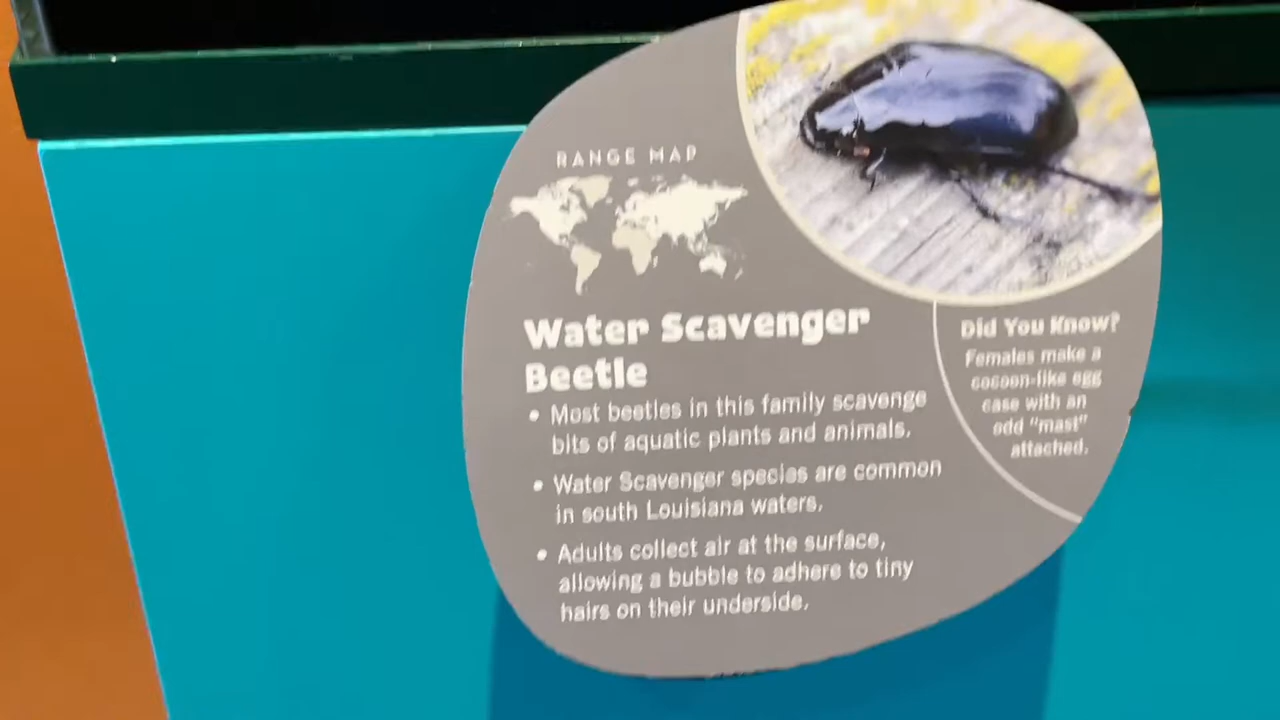 RANGE MAP
Water Scavenger
Beetle
• Most beetles in this family scavenge
bits of aquatic plants and animals.
• Water Scavenger species are common
in south Louisiana waters.
• Adults collect air at the surface,
allowing a bubble to adhere to tiny
hairs on their underside.
Did You Know?
Females make a
cocoon-like egg
case with an
odd "mast"
attached.